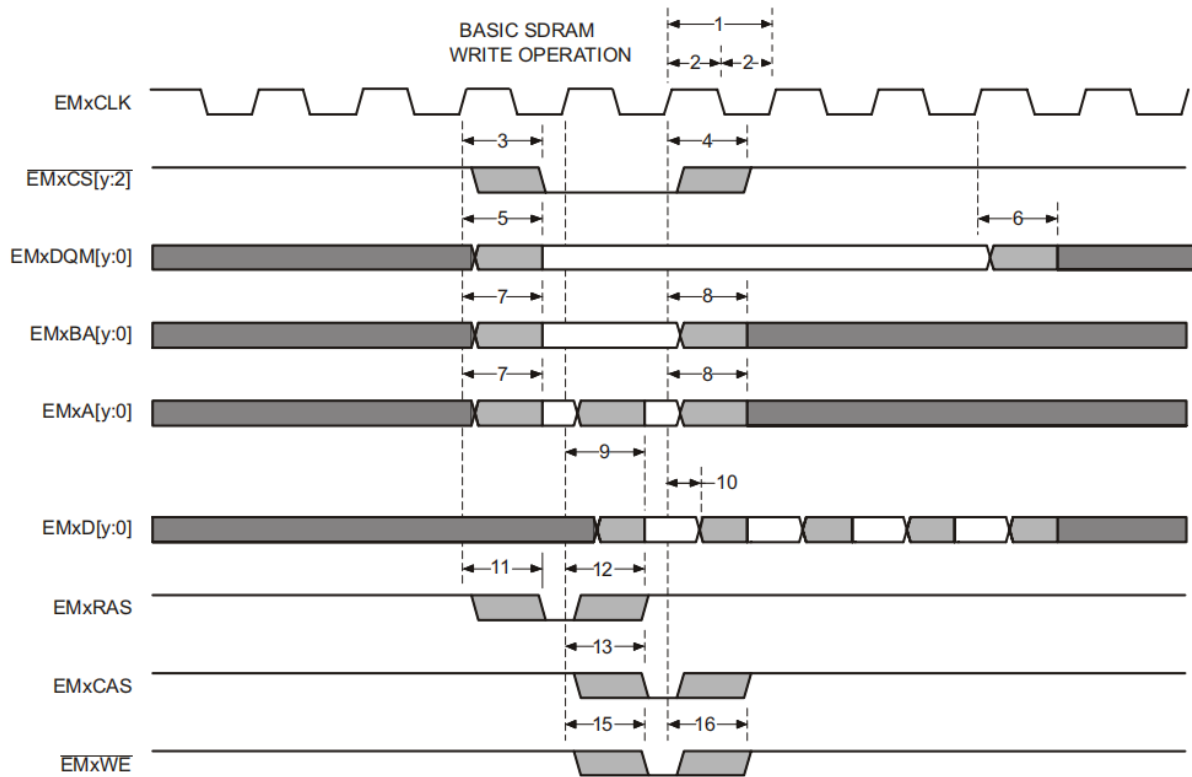 BASIC SDRAM
WRITE OPERATION
1
2 2
EMxCLK
3 4
EMxCS[y:2]
5 6
EMxDQM[y:0]
7 8
EMxBA[y:0]
7 8
EMxA[y:0]
9
10
EMxD[y:0]
11 12
EMxRAS
13
EMxCAS
15 16
EMxWE